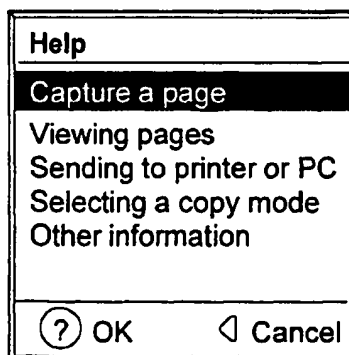 Help
Capture a page
Viewing pages
Sending to printer or PC
Selecting a copy mode
Other information
? OK ◁ Cancel